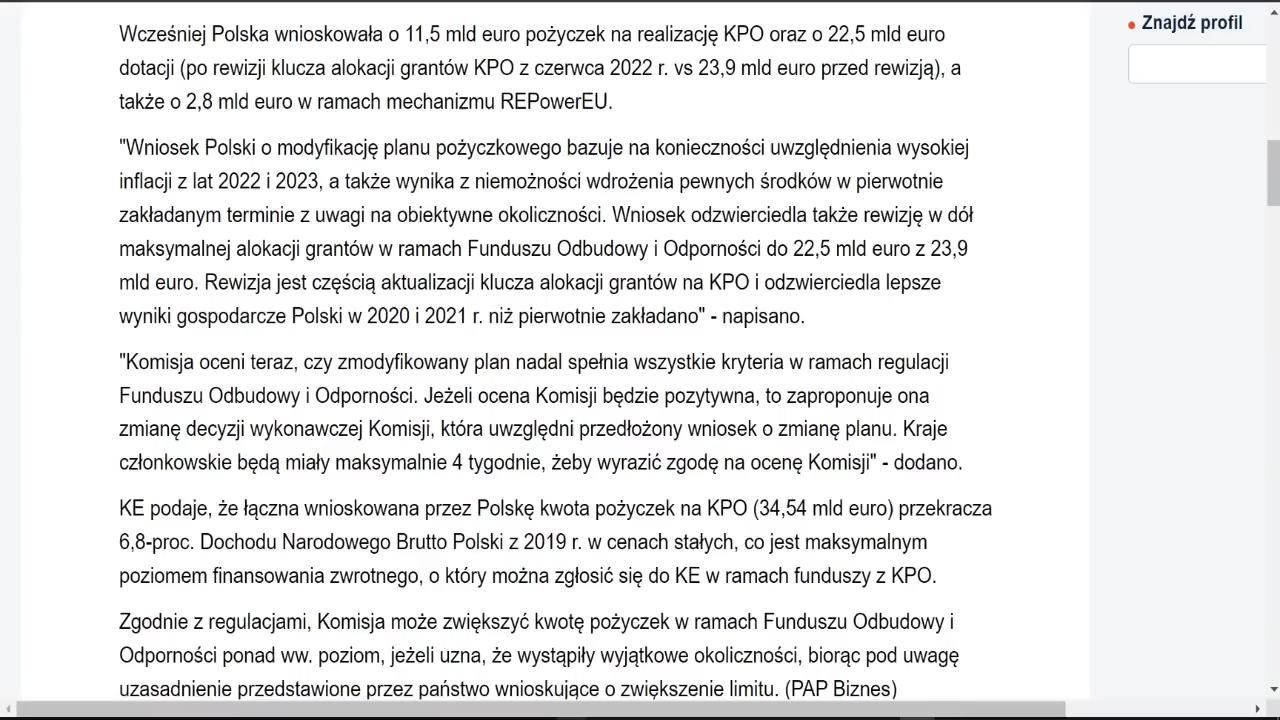 Wcześniej Polska wnioskowała o 11,5 mld euro pożyczek na realizację KPO oraz o 22,5 mld euro
dotacji (po rewizji klucza alokacji grantów KPO z czerwca 2022 r. vs 23,9 mld euro przed rewizją), a
także o 2,8 mld euro w ramach mechanizmu REPowerEU.
"Wniosek Polski o modyfikację planu pożyczkowego bazuje na konieczności uwzględnienia wysokiej
inflacji z lat 2022 i 2023, a także wynika z niemożności wdrożenia pewnych środków w pierwotnie
zakładanym terminie z uwagi na obiektywne okoliczności. Wniosek odzwierciedla także rewizję w dół
maksymalnej alokacji grantów w ramach Funduszu Odbudowy i Odporności do 22,5 mld euro z 23,9
mld euro. Rewizja jest częścią aktualizacji klucza alokacji grantów na KPO i odzwierciedla lepsze
wyniki gospodarcze Polski w 2020 i 2021 r. niż pierwotnie zakładano" - napisano.
"Komisja oceni teraz, czy zmodyfikowany plan nadal spełnia wszystkie kryteria w ramach regulacji
Funduszu Odbudowy i Odporności. Jeżeli ocena Komisji będzie pozytywna, to zaproponuje ona
zmianę decyzji wykonawczej Komisji, która uwzględni przedłożony wniosek o zmianę planu. Kraje
członkowskie będą miały maksymalnie 4 tygodnie, żeby wyrazić zgodę na ocenę Komisji" - dodano.
KE podaje, że łączna wnioskowana przez Polskę kwota pożyczek na KPO (34,54 mld euro) przekracza
6,8-proc. Dochodu Narodowego Brutto Polski z 2019 r. w cenach stałych, co jest maksymalnym
poziomem finansowania zwrotnego, o który można zgłosić się do KE w ramach funduszy z KPO.
Zgodnie z regulacjami, Komisja może zwiększyć kwotę pożyczek w ramach Funduszu Odbudowy i
Odporności ponad ww. poziom, jeżeli uzna, że wystąpiły wyjątkowe okoliczności, biorąc pod uwagę
uzasadnienie przedstawione przez państwo wnioskujące o zwiększenie limitu. (PAP Biznes)
Znajdź profil